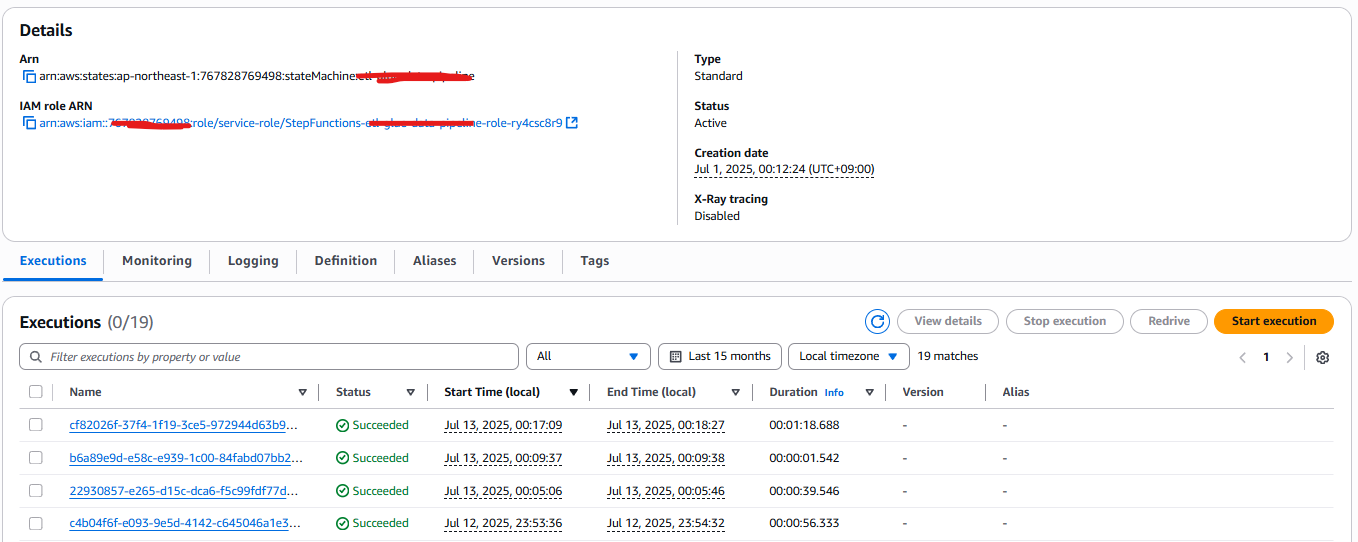 Details
Arn
arn:aws:states:ap-northeast-1:767828769498:stateMachine:
IAM role ARN
arn:aws:iam:: :role/service-role/StepFunctions- -role-ry4csc8r9
Type
Standard
Status
Active
Creation date
Jul 1, 2025, 00:12:24 (UTC+09:00)
X-Ray tracing
Disabled
Executions Monitoring Logging Definition Aliases Versions Tags
Executions (0/19) View details Stop execution Redrive Start execution
Filter executions by property or value All Last 15 months Local timezone 19 matches 1
Name Status Start Time (local) End Time (local) Duration Info Version Alias
cf82026f-37f4-1f19-3ce5-972944d63b9... Succeeded Jul 13, 2025, 00:17:09 Jul 13, 2025, 00:18:27 00:01:18.688 - -
b6a89e9d-e58c-e939-1c00-84fabd07bb2... Succeeded Jul 13, 2025, 00:09:37 Jul 13, 2025, 00:09:38 00:00:01.542 - -
22930857-e265-d15c-dca6-f5c99fdf77d... Succeeded Jul 13, 2025, 00:05:06 Jul 13, 2025, 00:05:46 00:00:39.546 - -
c4b04f6f-e093-9e5d-4142-c645046a1e3... Succeeded Jul 12, 2025, 23:53:36 Jul 12, 2025, 23:54:32 00:00:56.333 - -